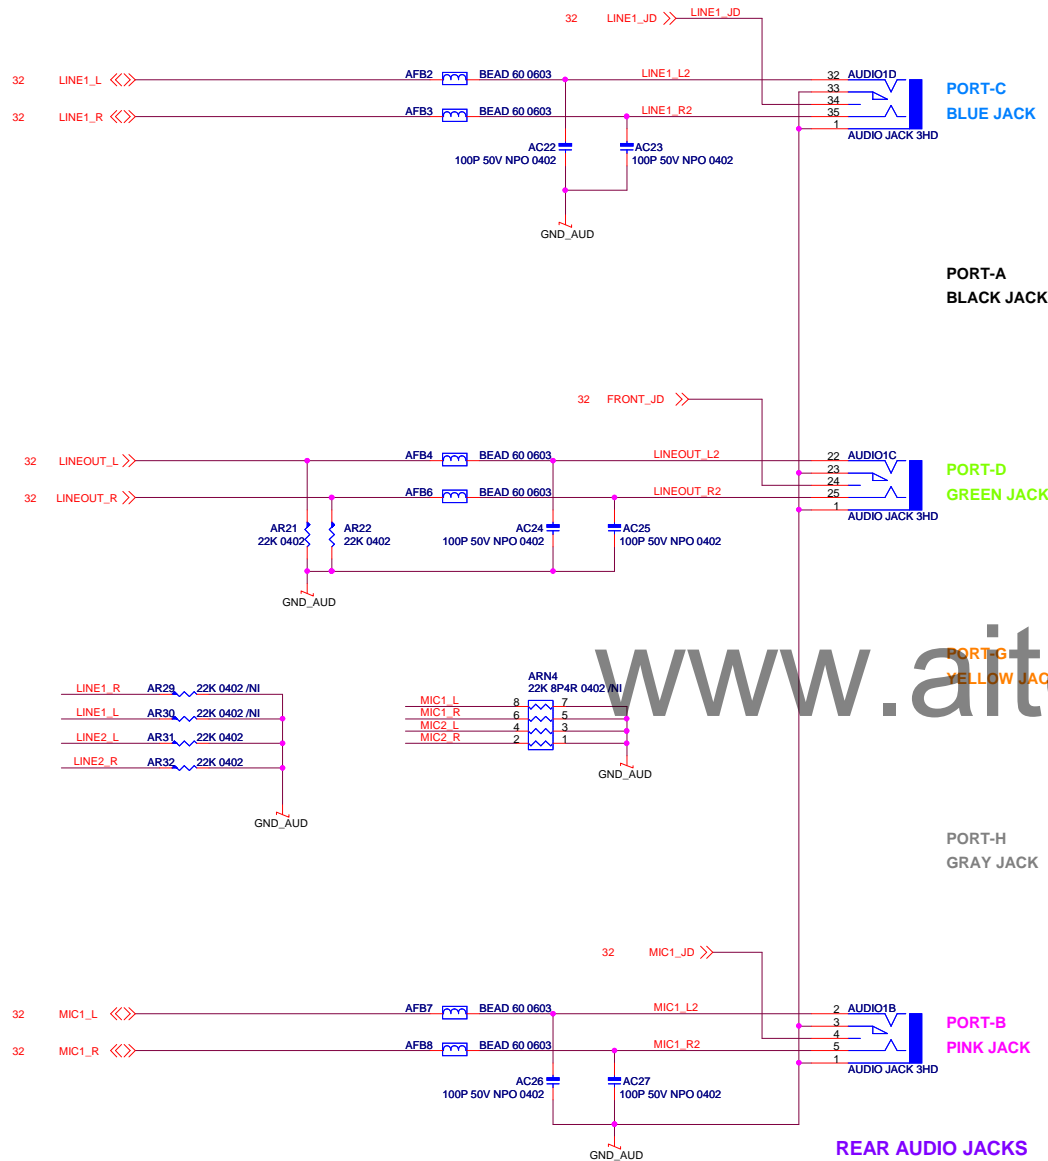 32 LINE1_JD LINE1_JD
32 LINE1_L AFB2 BEAD 60 0603 LINE1_L2 32 AUDIO1D
33
34
32 LINE1_R AFB3 BEAD 60 0603 LINE1_R2 35
1
AUDIO JACK 3HD
PORT-C
BLUE JACK
AC22
100P 50V NPO 0402
AC23
100P 50V NPO 0402
GND_AUD
PORT-A
BLACK JACK
32 FRONT_JD
32 LINEOUT_L AFB4 BEAD 60 0603 LINEOUT_L2 22 AUDIO1C
23
24
32 LINEOUT_R AFB6 BEAD 60 0603 LINEOUT_R2 25
1
AUDIO JACK 3HD
PORT-D
GREEN JACK
AR21
22K 0402
AR22
22K 0402
AC24
100P 50V NPO 0402
AC25
100P 50V NPO 0402
GND_AUD
www.ait
PORT-G
YELLOW JAC
LINE1_R AR29 22K 0402 /NI
LINE1_L AR30 22K 0402 /NI
LINE2_L AR31 22K 0402
LINE2_R AR32 22K 0402
GND_AUD
ARN4
22K 8P4R 0402 /NI
MIC1_L 8 7
MIC1_R 6 5
MIC2_L 4 3
MIC2_R 2 1
GND_AUD
PORT-H
GRAY JACK
32 MIC1_JD
32 MIC1_L AFB7 BEAD 60 0603 MIC1_L2 2 AUDIO1B
3
4
32 MIC1_R AFB8 BEAD 60 0603 MIC1_R2 5
1
AUDIO JACK 3HD
PORT-B
PINK JACK
AC26
100P 50V NPO 0402
AC27
100P 50V NPO 0402
GND_AUD
REAR AUDIO JACKS